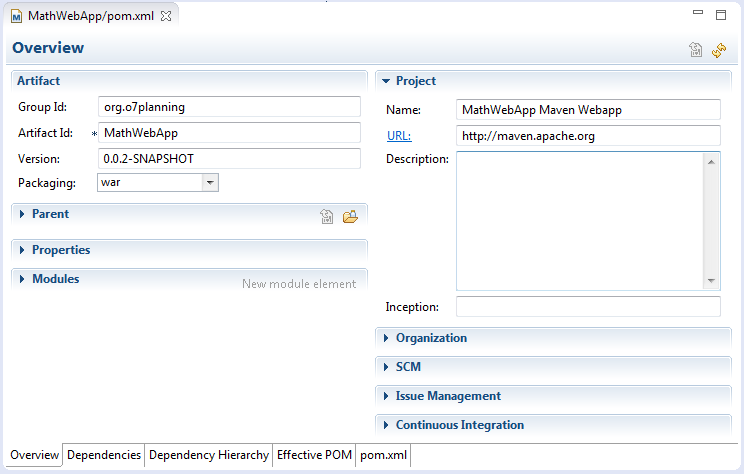 MathWebApp/pom.xml
Overview
Artifact
Group Id: org.o7planning
Artifact Id: * MathWebApp
Version: 0.0.2-SNAPSHOT
Packaging: war
Parent
Properties
Modules
New module element
Project
Name: MathWebApp Maven Webapp
URL: http://maven.apache.org
Description:
Inception:
Organization
SCM
Issue Management
Continuous Integration
Overview Dependencies Dependency Hierarchy Effective POM pom.xml